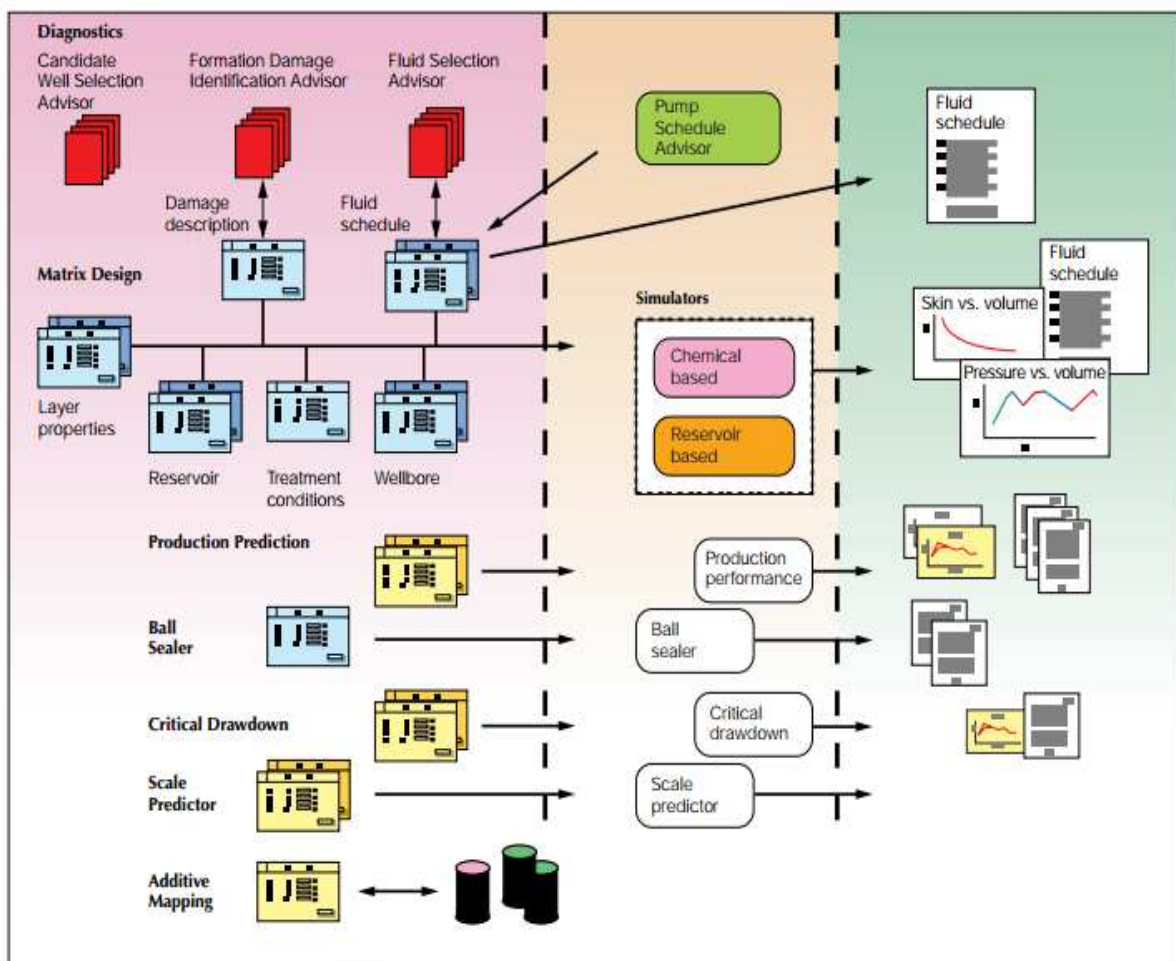 Diagnostics
Candidate
Well Selection
Advisor
Formation Damage
Identification Advisor
Fluid Selection
Advisor
Pump
Schedule
Advisor
Fluid
schedule
Damage
description
Fluid
schedule
Matrix Design
Fluid
schedule
Simulators
Skin vs. volume
Chemical
based
Pressure vs. volume
Layer
properties
Reservoir
based
Reservoir
Treatment
conditions
Wellbore
Production Prediction
Production
performance
Ball
Sealer
Ball
sealer
Critical Drawdown
Critical
drawdown
Scale
Predictor
Scale
predictor
Additive
Mapping